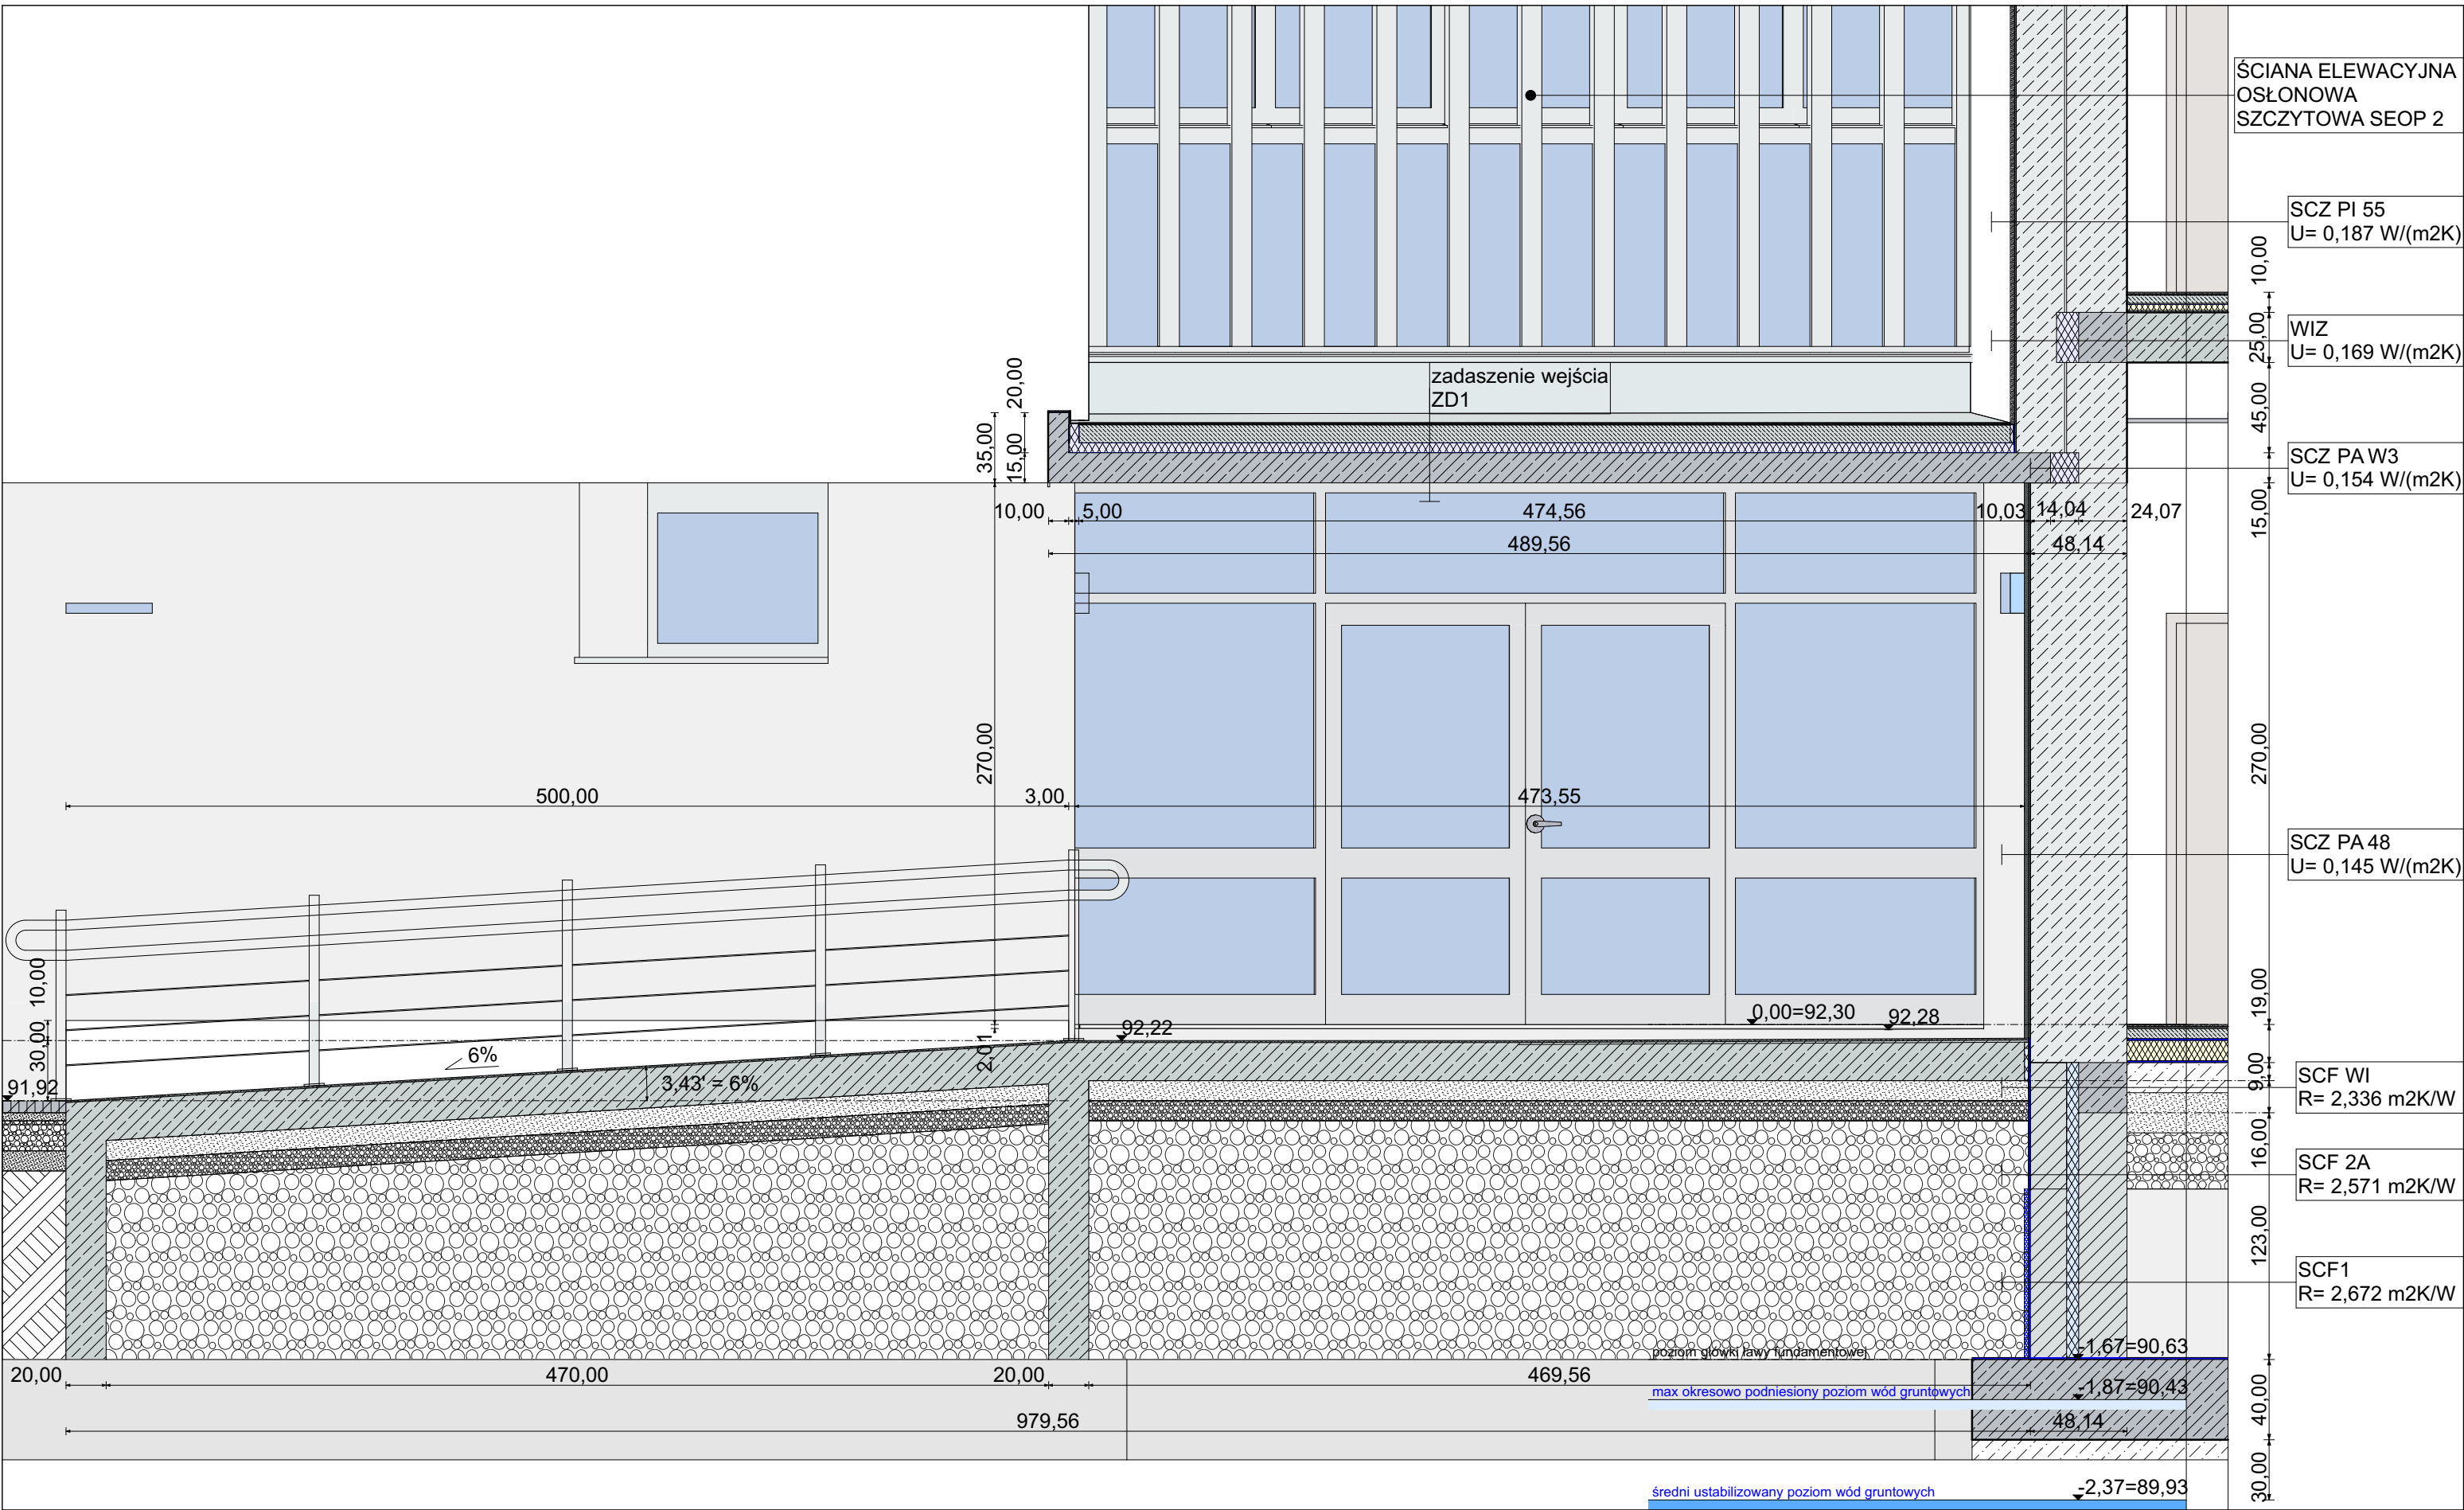 ŚCIANA ELEWACYJNA
OSŁONOWA
SZCZYTOWA SEOP 2
SCZ PI 55
U= 0,187 W/(m2K)
10,00
WIZ
U= 0,169 W/(m2K)
25,00
zadaszenie wejścia
ZD1
20,00
35,00
15,00
45,00
SCZ PA W3
U= 0,154 W/(m2K)
15,00
10,00
5,00
474,56
10,03
14,04
24,07
489,56
48,14
270,00
270,00
500,00
3,00
473,55
SCZ PA 48
U= 0,145 W/(m2K)
10,00
30,00
19,00
0,00=92,30
92,28
92,22
2,01
6%
3,43' = 6%
91,92
9,00
SCF WI
R= 2,336 m2K/W
16,00
SCF 2A
R= 2,571 m2K/W
123,00
SCF1
R= 2,672 m2K/W
poziom główki ławy fundamentowej
-1,67=90,63
20,00
470,00
20,00
469,56
max okresowo podniesiony poziom wód gruntowych
-1,87=90,43
40,00
979,56
48,14
30,00
średni ustabilizowany poziom wód gruntowych
-2,37=89,93